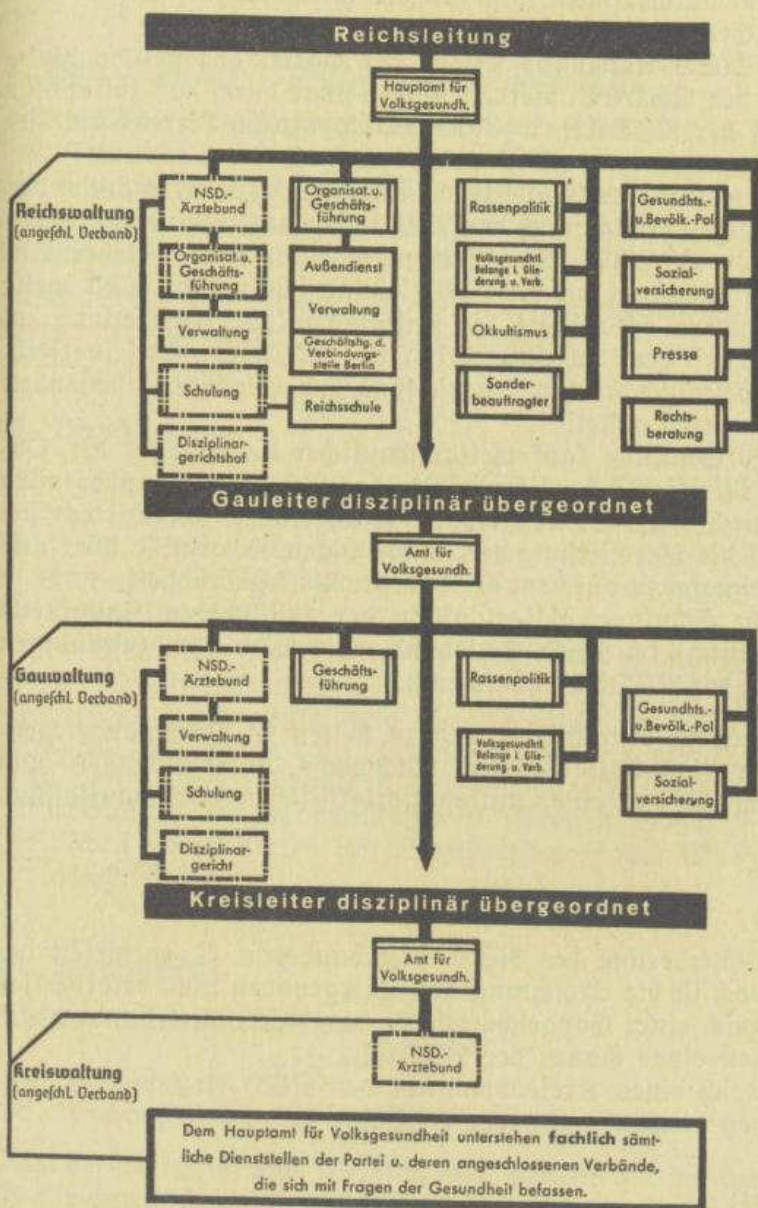 Reichsleitung
Hauptamt für
Volksgesundh.
Reichswaltung
(angeschl. Verband)
NSD.-
Ärztebund
Organisat. u.
Geschäfts-
führung
Verwaltung
Schulung
Disziplinar-
gerichtshof
Organisat. u.
Geschäfts-
führung
Außendienst
Verwaltung
Geschäftsfhg. d.
Verbindungs-
stelle Berlin
Reichsschule
Rassenpolitik
Volksgesundhtl.
Belange i. Glie-
derung. u. Verb.
Okkultismus
Sonder-
beauftragter
Gesundhts.-
u. Bevölk.-Pol
Sozial-
versicherung
Presse
Rechts-
beratung
Gauleiter disziplinär übergeordnet
Amt für
Volksgesundh.
Gauwaltung
(angeschl. Verband)
NSD.-
Ärztebund
Verwaltung
Schulung
Disziplinar-
gericht
Geschäfts-
führung
Rassenpolitik
Volksgesundhtl.
Belange i. Glie-
derung. u. Verb.
Gesundhts.-
u. Bevölk.-Pol
Sozial-
versicherung
Kreisleiter disziplinär übergeordnet
Amt für
Volksgesundh.
Kreiswaltung
(angeschl. Verband)
NSD.-
Ärztebund
Dem Hauptamt für Volksgesundheit unterstehen fachlich sämt-
liche Dienststellen der Partei u. deren angeschlossenen Verbände,
die sich mit Fragen der Gesundheit befassen.